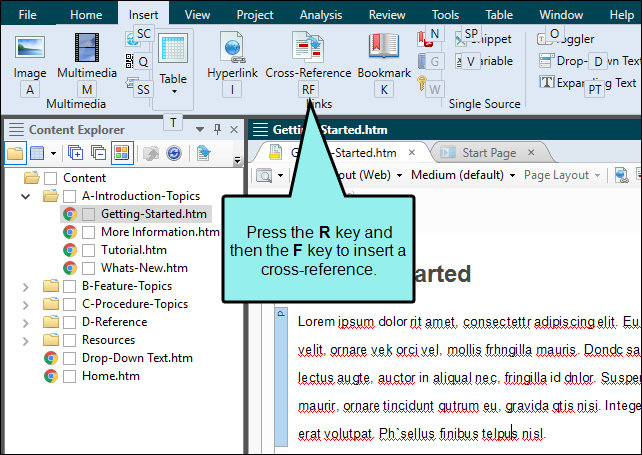 File Home Insert View Project Analysis Review Tools Table Window Help
SC N SP Snippet O Toggler
Q G V Variable D Drop-Down Text
Image Multimedia Table Hyperlink Cross-Reference Bookmark
A M SS I RF K W PT Expanding Text
Multimedia Links Single Source
T
Content Explorer
Getting-Started.htm
Getting-Started.htm Start Page
Layout (Web) Medium (default) Page Layout
Content
A-Introduction-Topics
Getting-Started.htm
More Information.htm
Tutorial.htm
Whats-New.htm
B-Feature-Topics
C-Procedure-Topics
D-Reference
Resources
Drop-Down Text.htm
Home.htm
Press the R key and
then the F key to insert a
cross-reference.
arted
p
Lorem ipsum dolor rit amet, consectettr adipiscing elit. Eu
velit, ornare vek orci vel, mollis frhngilla mauris. Dondc sa
lectus augte, auctor in aliqual nec, fringilla id dnlor. Suspen
maurir, ornare tincidunt qutrum eu, gravida qtis nisi. Intege
erat volutpat. Ph`sellus finibus telpus nisl.